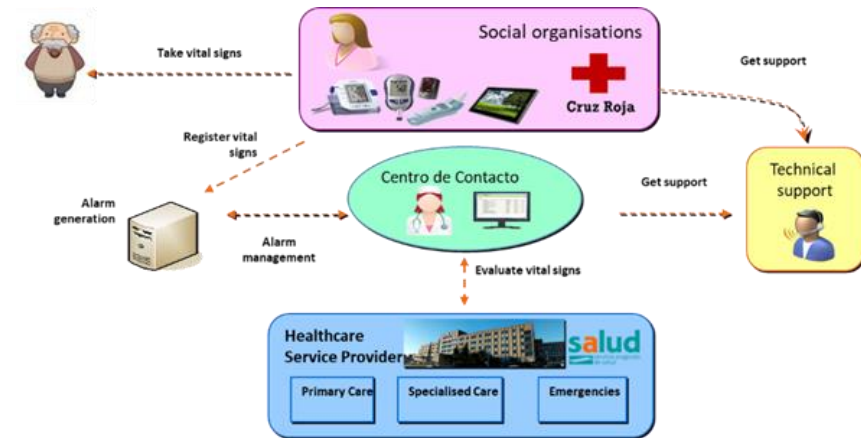 Social organisations
Take vital signs
Get support
Cruz Roja
Register vital
signs
Centro de Contacto
Technical
support
Get support
Alarm
generation
Alarm
management
Evaluate vital signs
Healthcare
Service Provider
salud
Primary Care
Specialised Care
Emergencies